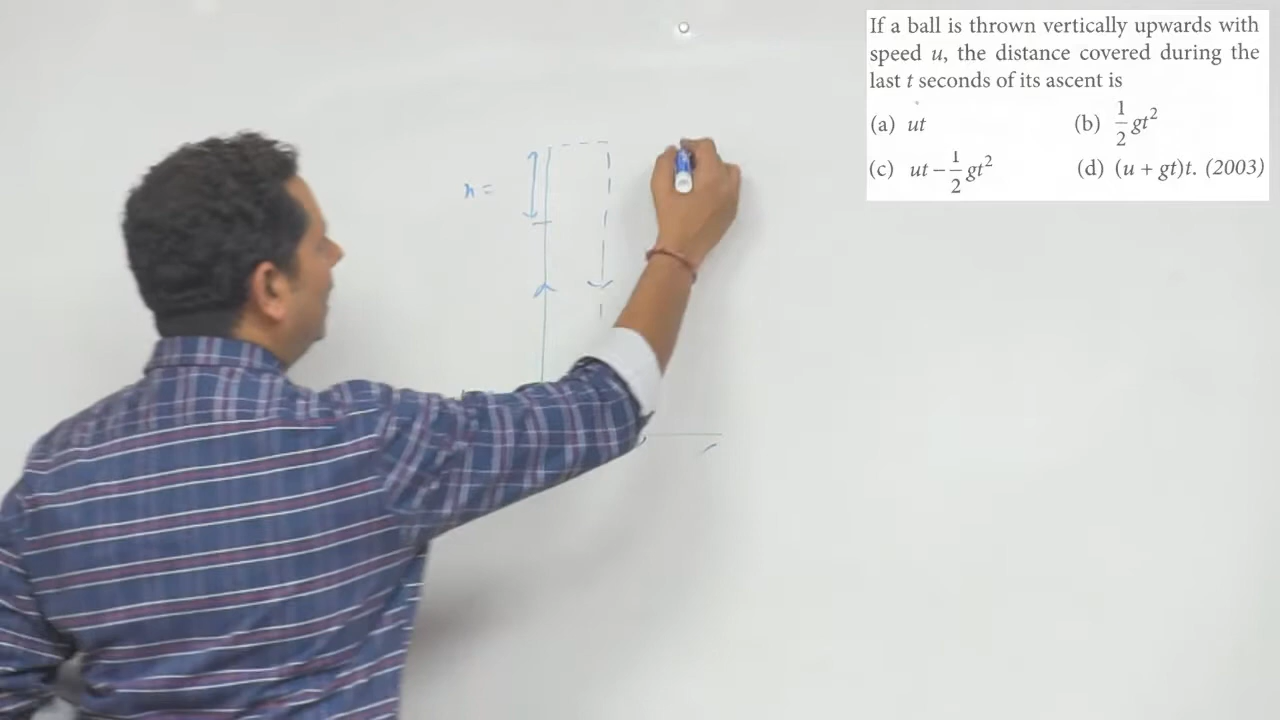 If a ball is thrown vertically upwards with
speed u, the distance covered during the
last t seconds of its ascent is
(a) ut (b) 1/2 gt²
(c) ut − 1/2 gt² (d) (u + gt)t. (2003)